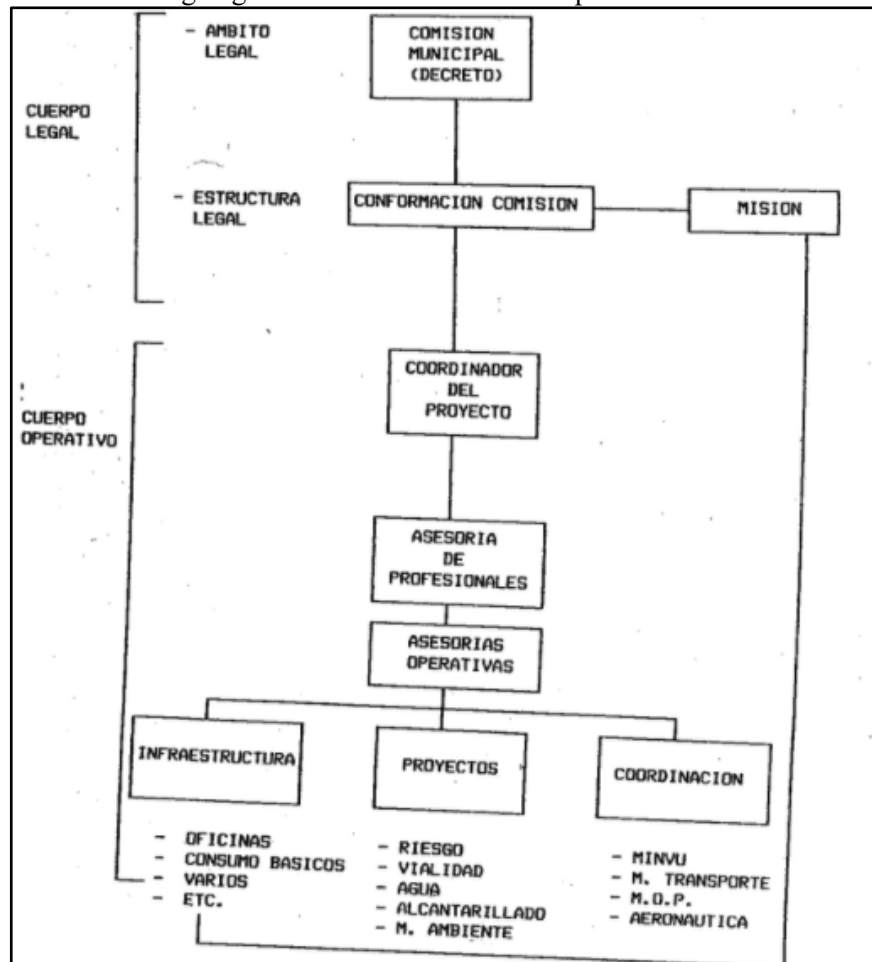 - AMBITO
LEGAL
COMISION
MUNICIPAL
(DECRETO)
CUERPO
LEGAL
- ESTRUCTURA
LEGAL
CONFORMACION COMISION
MISION
COORDINADOR
DEL
PROYECTO
CUERPO
OPERATIVO
ASESORIA
DE
PROFESIONALES
ASESORIAS
OPERATIVAS
INFRAESTRUCTURA
PROYECTOS
COORDINACION
- OFICINAS
- CONSUMO BASICOS
- VARIOS
- ETC.
- RIESGO
- VIALIDAD
- AGUA
- ALCANTARILLADO
- M. AMBIENTE
- MINVU
- M. TRANSPORTE
- M.O.P.
- AERONAUTICA